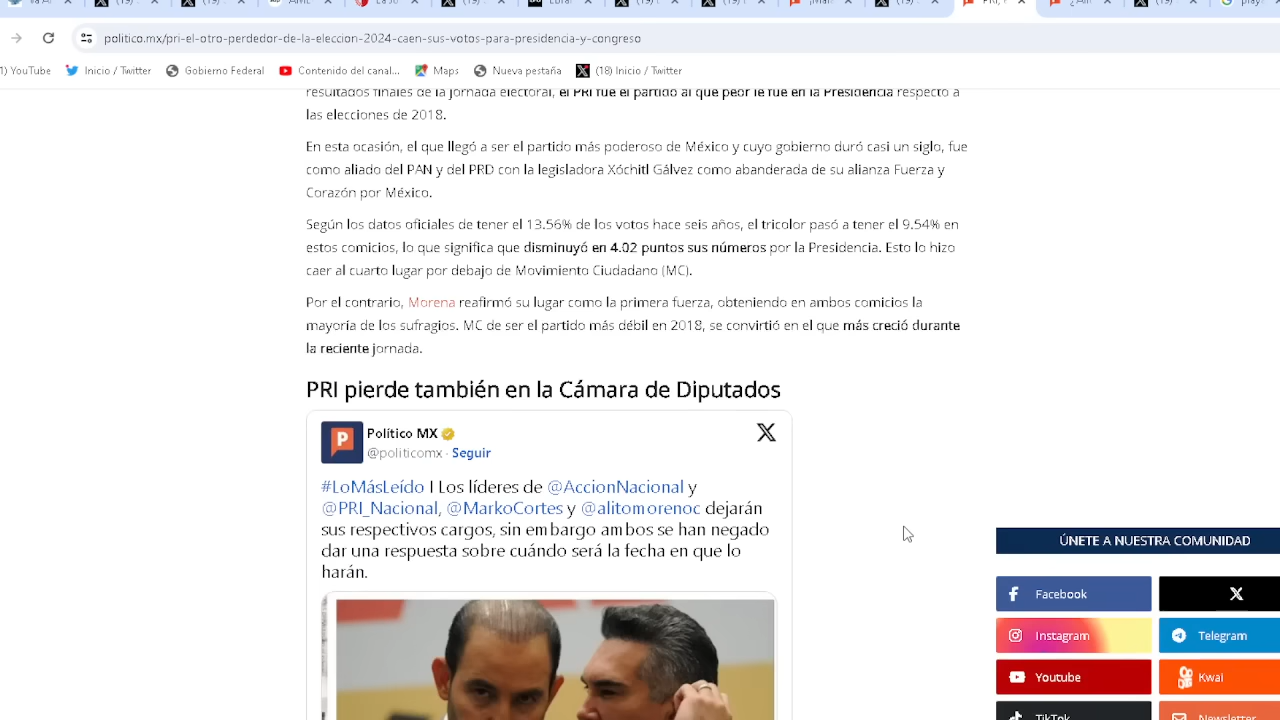 politico.mx/pri-el-otro-perdedor-de-la-eleccion-2024-caen-sus-votos-para-presidencia-y-congreso
1) YouTube Inicio / Twitter Gobierno Federal Contenido del canal... Maps Nueva pestaña (18) Inicio / Twitter
resultados finales de la jornada electoral, el PRI fue el partido al que peor le fue en la Presidencia respecto a
las elecciones de 2018.
En esta ocasión, el que llegó a ser el partido más poderoso de México y cuyo gobierno duró casi un siglo, fue
como aliado del PAN y del PRD con la legisladora Xóchitl Gálvez como abanderada de su alianza Fuerza y
Corazón por México.
Según los datos oficiales de tener el 13.56% de los votos hace seis años, el tricolor pasó a tener el 9.54% en
estos comicios, lo que significa que disminuyó en 4.02 puntos sus números por la Presidencia. Esto lo hizo
caer al cuarto lugar por debajo de Movimiento Ciudadano (MC).
Por el contrario, Morena reafirmó su lugar como la primera fuerza, obteniendo en ambos comicios la
mayoría de los sufragios. MC de ser el partido más débil en 2018, se convirtió en el que más creció durante
la reciente jornada.
PRI pierde también en la Cámara de Diputados
Político MX
@politicomx · Seguir
#LoMásLeído I Los líderes de @AccionNacional y
@PRI_Nacional, @MarkoCortes y @alitomorenoc dejarán
sus respectivos cargos, sin embargo ambos se han negado
dar una respuesta sobre cuándo será la fecha en que lo
harán.
ÚNETE A NUESTRA COMUNIDAD
Facebook
Instagram Telegram
Youtube Kwai
TikTok Newsletter